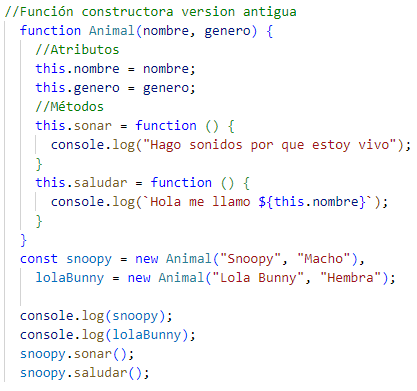 //Función constructora version antigua
function Animal(nombre, genero) {
//Atributos
this.nombre = nombre;
this.genero = genero;
//Métodos
this.sonar = function () {
console.log("Hago sonidos por que estoy vivo");
}
this.saludar = function () {
console.log(`Hola me llamo ${this.nombre}`);
}
}
const snoopy = new Animal("Snoopy", "Macho"),
lolaBunny = new Animal("Lola Bunny", "Hembra");
console.log(snoopy);
console.log(lolaBunny);
snoopy.sonar();
snoopy.saludar();